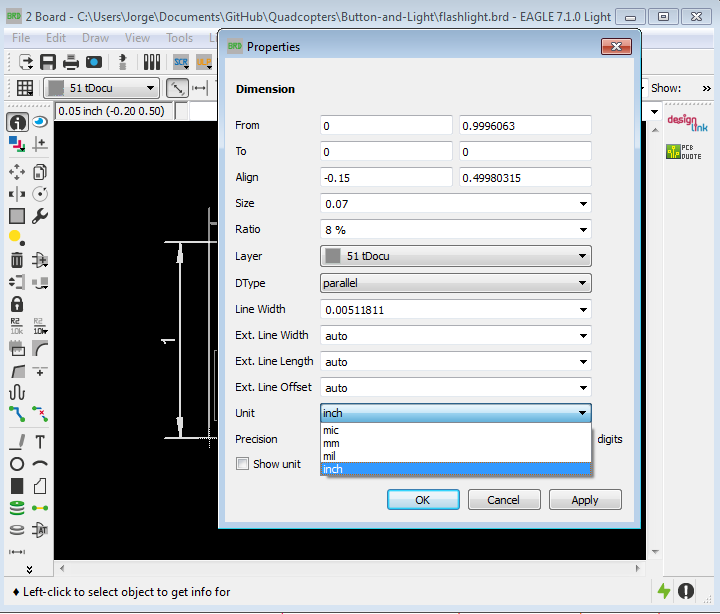 2 Board - C:\Users\Jorge\Documents\GitHub\Quadcopters\Button-and-Light\flashlight.brd - EAGLE 7.1.0 Light
File Edit Draw View Tools
BRD Properties
SCR ULP
51 tDocu
Show: »
0.05 inch (-0.20 0.50)
design link
PCB QUOTE
Dimension
From 0 0.9996063
To 0 0
Align -0.15 0.49980315
Size 0.07
Ratio 8 %
Layer 51 tDocu
DType parallel
Line Width 0.00511811
Ext. Line Width auto
Ext. Line Length auto
Ext. Line Offset auto
Unit inch
mic
mm
mil
inch
Precision digits
Show unit
OK Cancel Apply
R2 10k R2 10k
T
AT
Left-click to select object to get info for